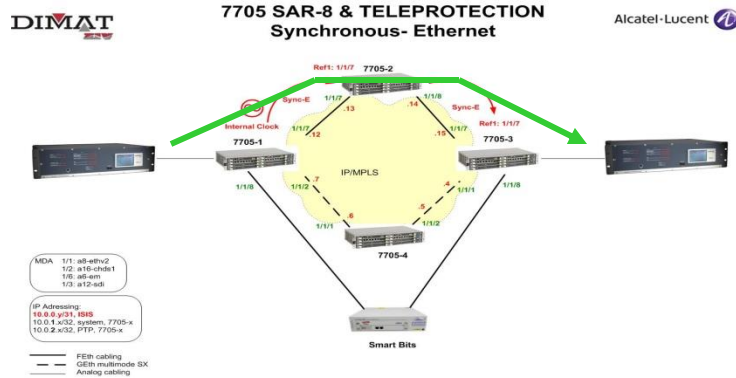 DIMAT
ZIV
7705 SAR-8 & TELEPROTECTION
Synchronous- Ethernet
Alcatel·Lucent
Ref1: 1/1/7
7705-2
Sync-E
1/1/7
.13
.14
1/1/8
Sync-E
Internal Clock
1/1/7
.12
.15
1/1/7
Ref1: 1/1/7
7705-1
7705-3
1/1/8
1/1/2
.7
IP/MPLS
.4
1/1/1
1/1/8
1/1/1
.6
.5
1/1/2
7705-4
MDA 1/1: a8-ethv2
1/2: a16-chds1
1/6: a6-em
1/3: a12-sdi
IP Adressing:
10.0.0.y/31, ISIS
10.0.1.x/32, system, 7705-x
10.0.2.x/32, PTP, 7705-x
Smart Bits
FEth cabling
GEth multimode SX
Analog cabling